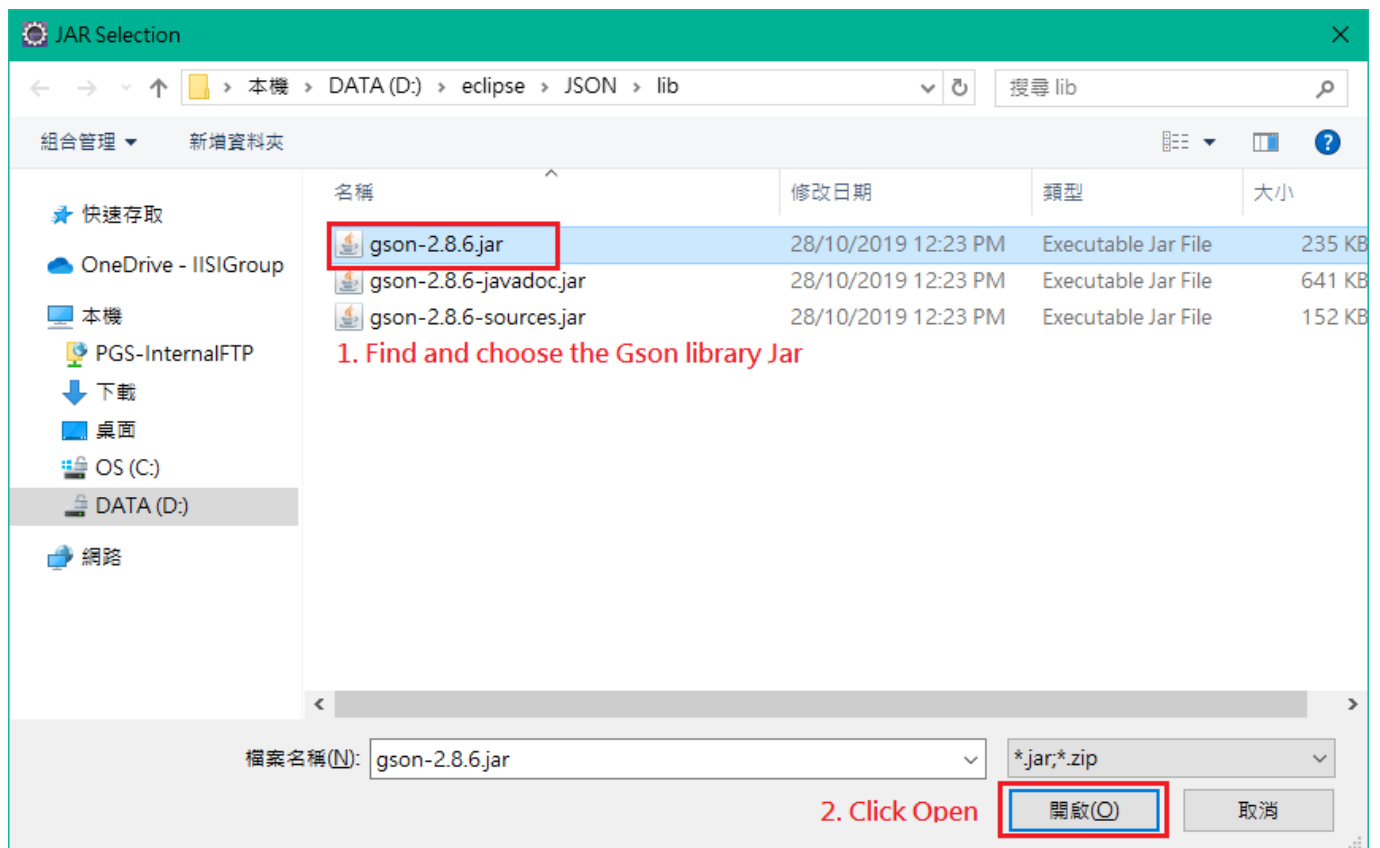 JAR Selection
本機 › DATA (D:) › eclipse › JSON › lib
搜尋 lib
組合管理 新增資料夾
名稱 修改日期 類型 大小
快速存取
OneDrive - IISIGroup
本機
PGS-InternalFTP
下載
桌面
OS (C:)
DATA (D:)
網路
gson-2.8.6.jar 28/10/2019 12:23 PM Executable Jar File 235 KB
gson-2.8.6-javadoc.jar 28/10/2019 12:23 PM Executable Jar File 641 KB
gson-2.8.6-sources.jar 28/10/2019 12:23 PM Executable Jar File 152 KB
1. Find and choose the Gson library Jar
檔案名稱(N): gson-2.8.6.jar *.jar;*.zip
2. Click Open 開啟(O) 取消